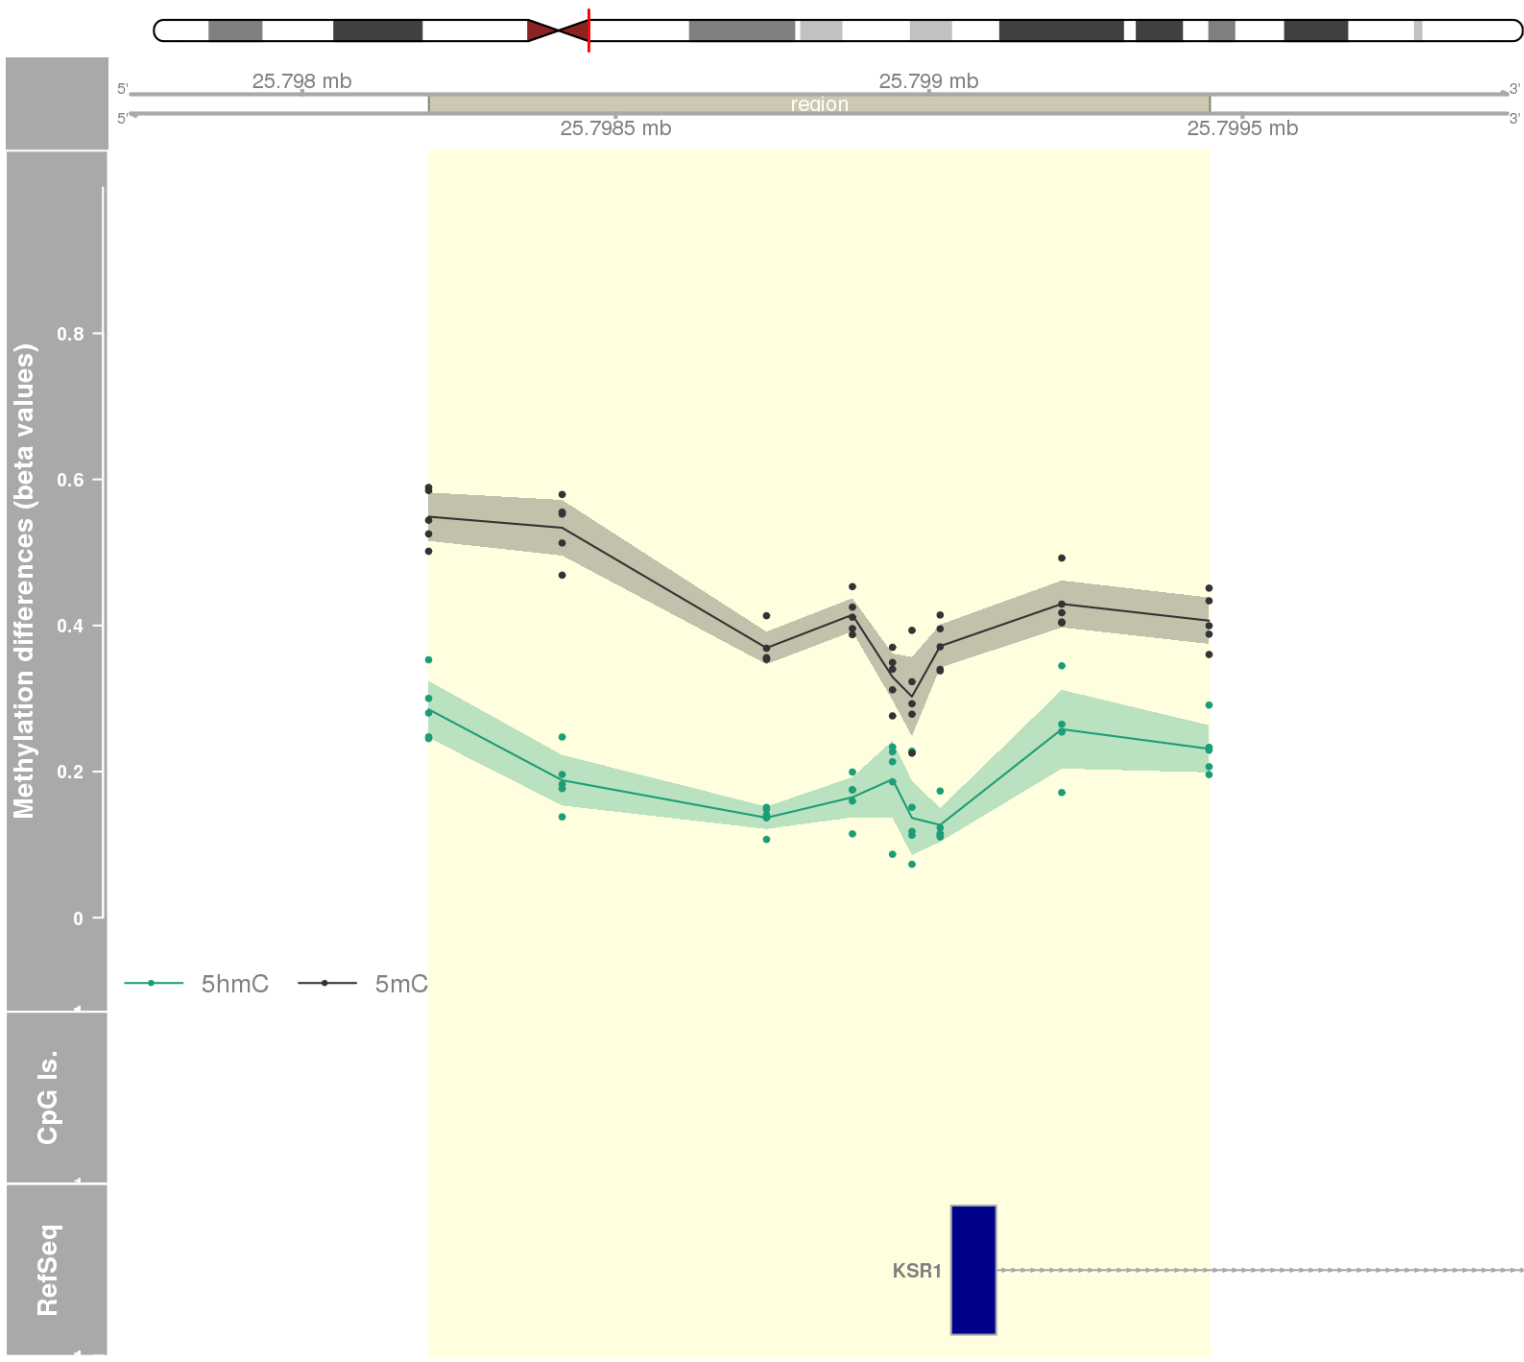 25.798 mb
25.799 mb
5'
3'
region
5'
3'
25.7985 mb
25.7995 mb
Methylation differences (beta values)
0.8
0.6
0.4
0.2
0
5hmC
5mC
CpG Is.
RefSeq
KSR1